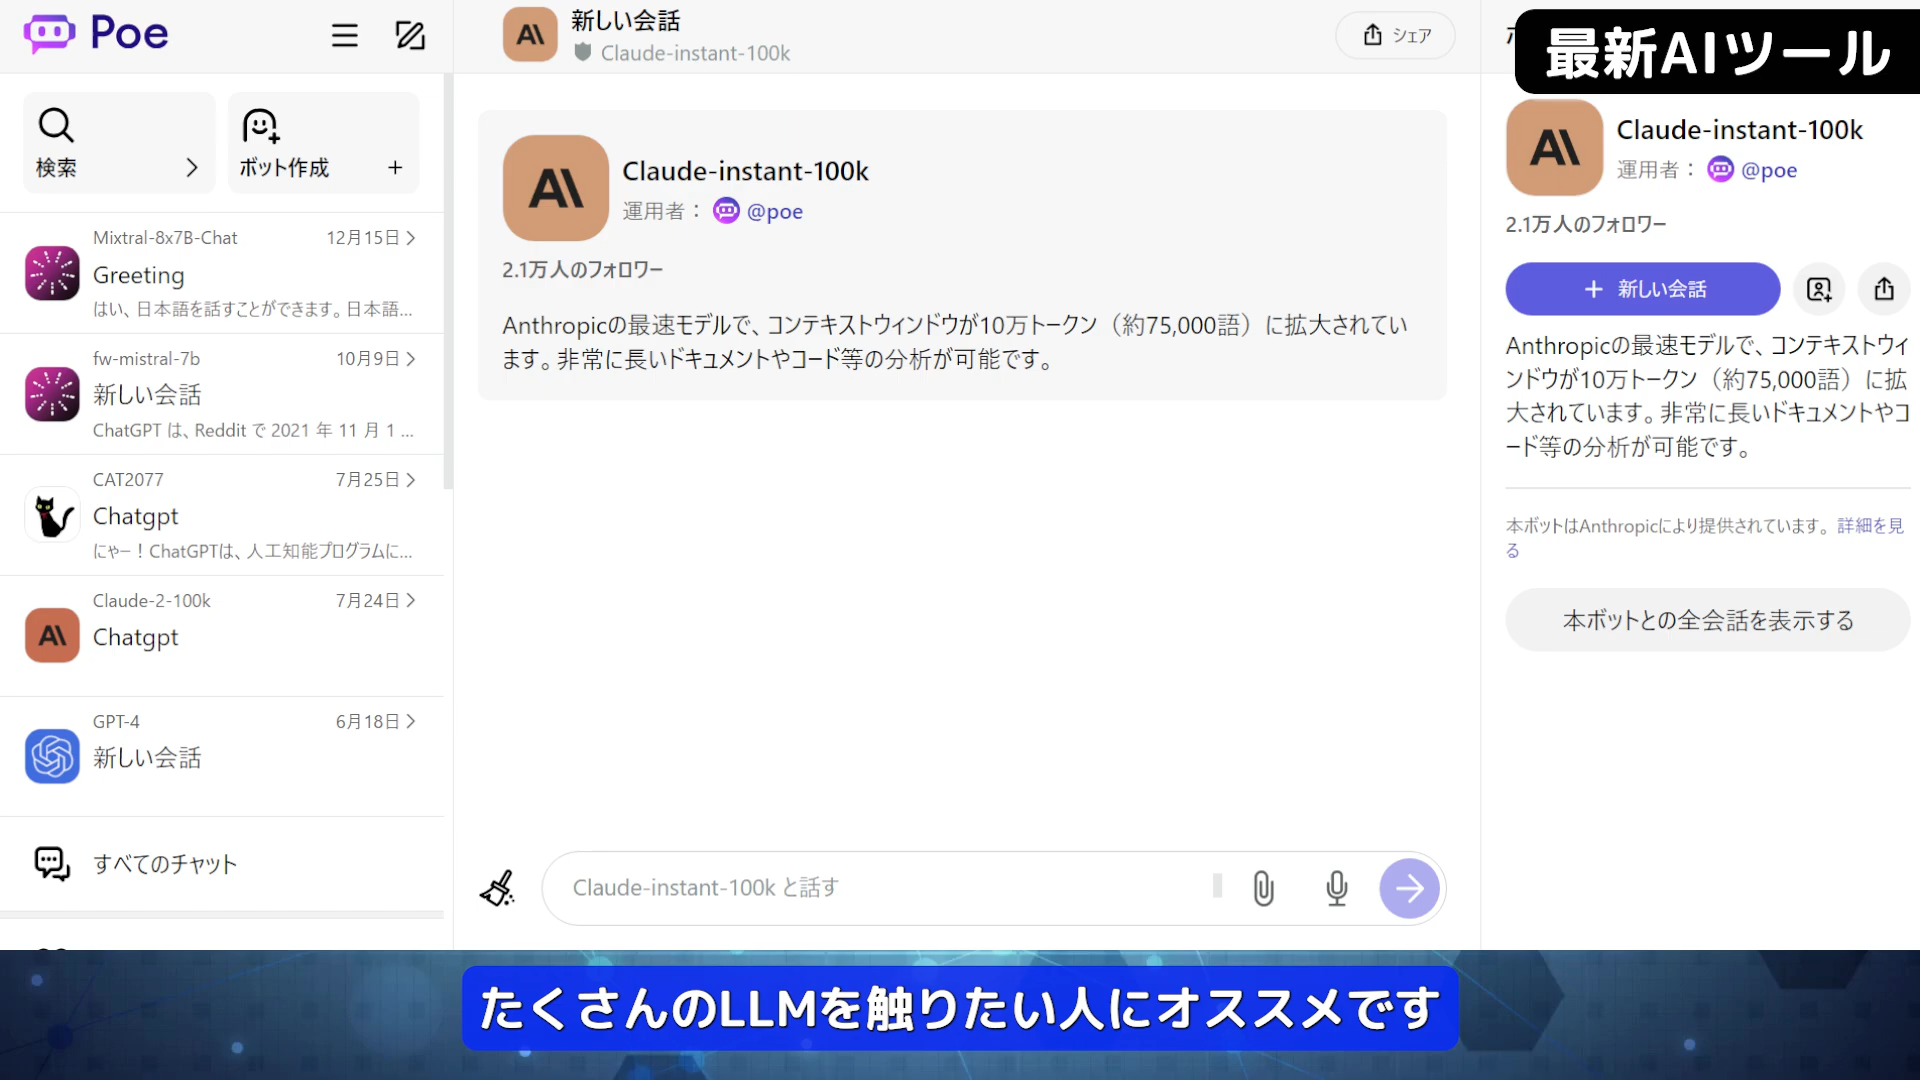 Poe
検索
ボット作成
Mixtral-8x7B-Chat
12月15日
Greeting
はい、日本語を話すことができます。日本語...
fw-mistral-7b
10月9日
新しい会話
ChatGPT は、Reddit で 2021 年 11 月 1 ...
CAT2077
7月25日
Chatgpt
にゃー！ChatGPTは、人工知能プログラムに...
Claude-2-100k
7月24日
Chatgpt
GPT-4
6月18日
新しい会話
すべてのチャット
新しい会話
Claude-instant-100k
シェア
Claude-instant-100k
運用者： @poe
2.1万人のフォロワー
Anthropicの最速モデルで、コンテキストウィンドウが10万トークン（約75,000語）に拡大されてい
ます。非常に長いドキュメントやコード等の分析が可能です。
Claude-instant-100k と話す
最新AIツール
Claude-instant-100k
運用者： @poe
2.1万人のフォロワー
+ 新しい会話
Anthropicの最速モデルで、コンテキストウィ
ンドウが10万トークン（約75,000語）に拡
大されています。非常に長いドキュメントやコ
ード等の分析が可能です。
本ボットはAnthropicにより提供されています。詳細を見
る
本ボットとの全会話を表示する
たくさんのLLMを触りたい人にオススメです